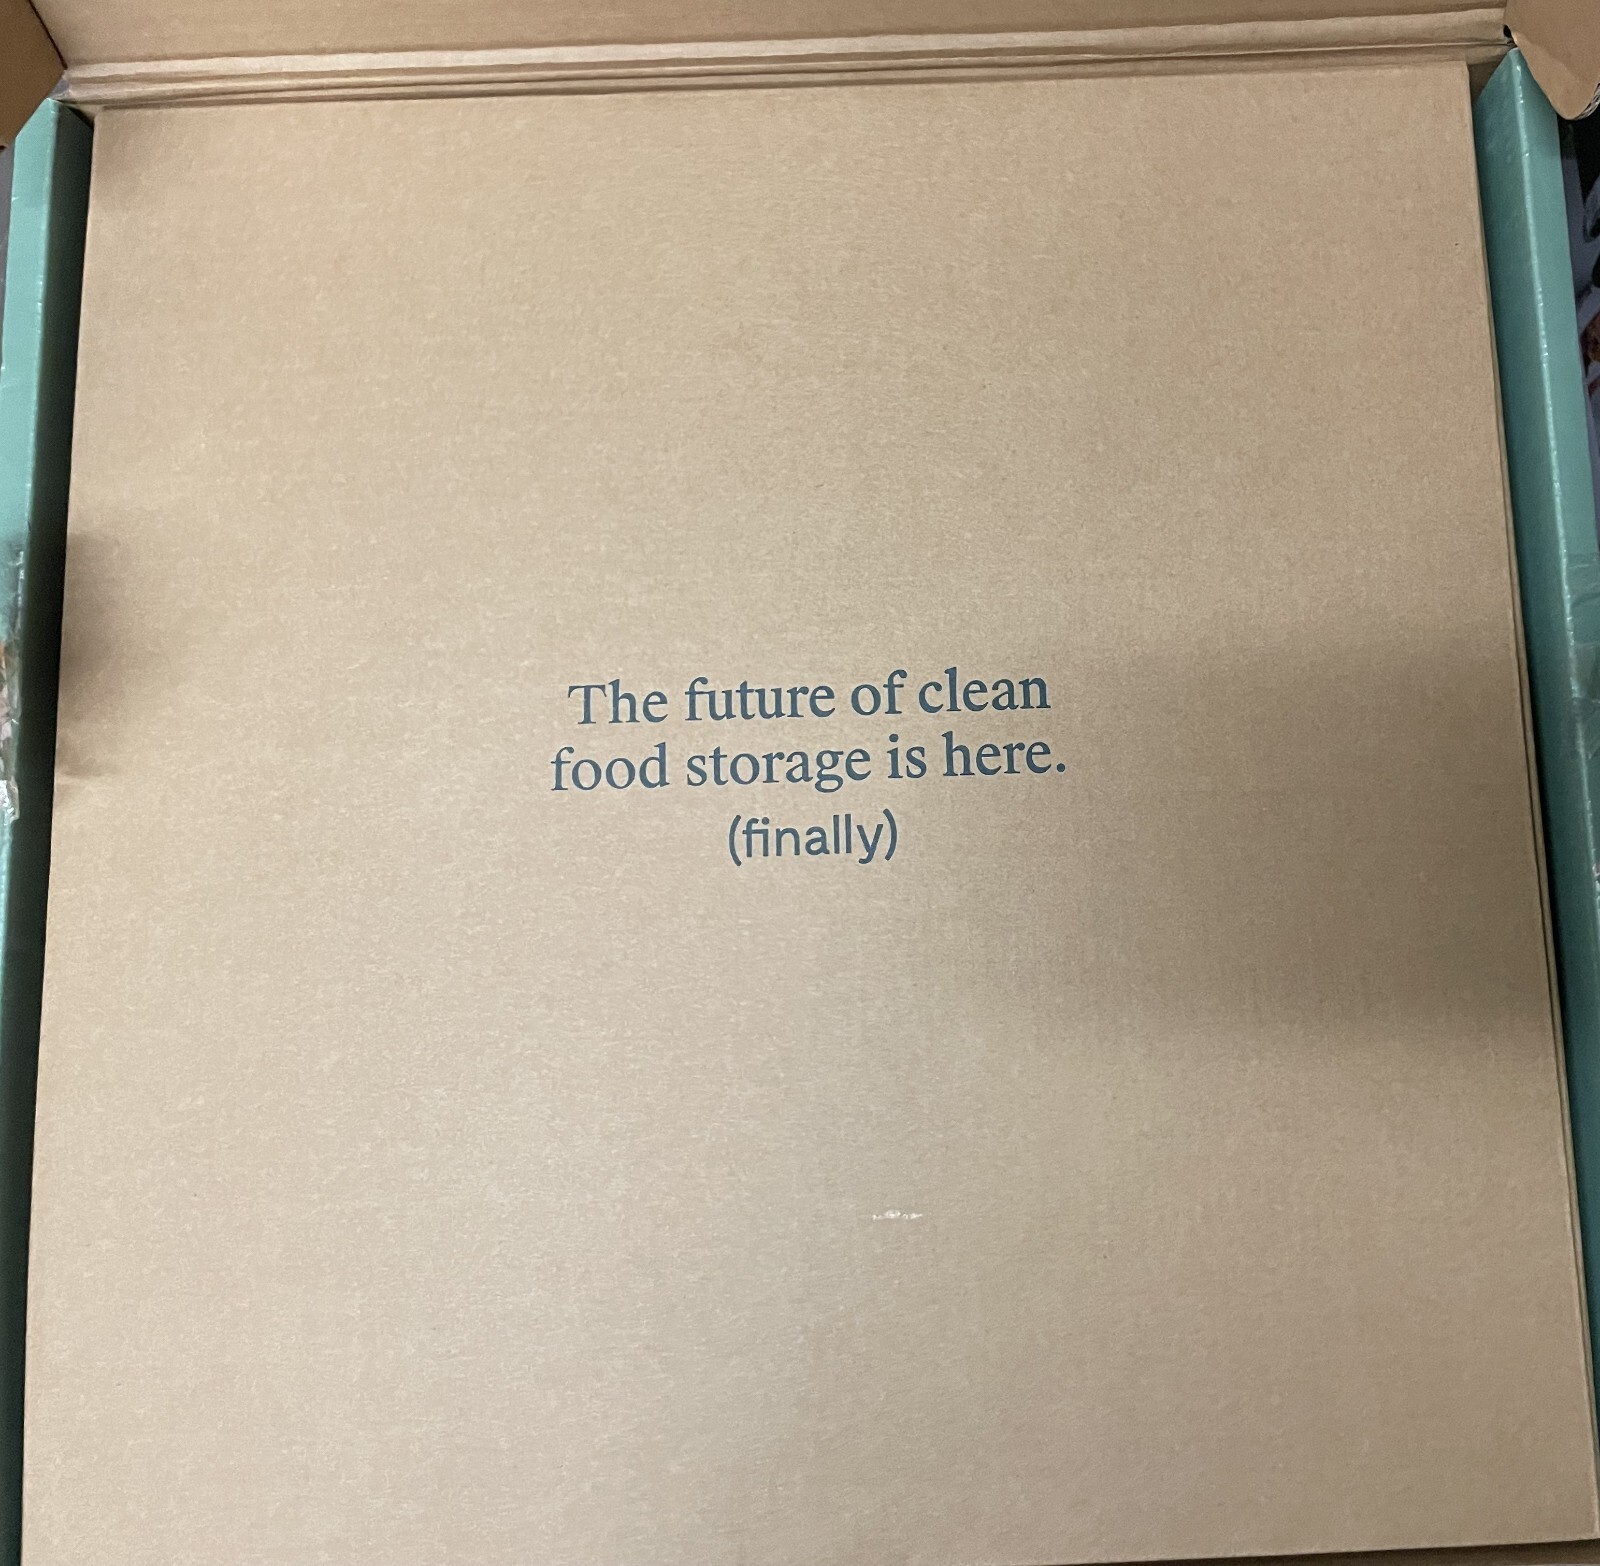 The future of clean
food storage is here.
(finally)